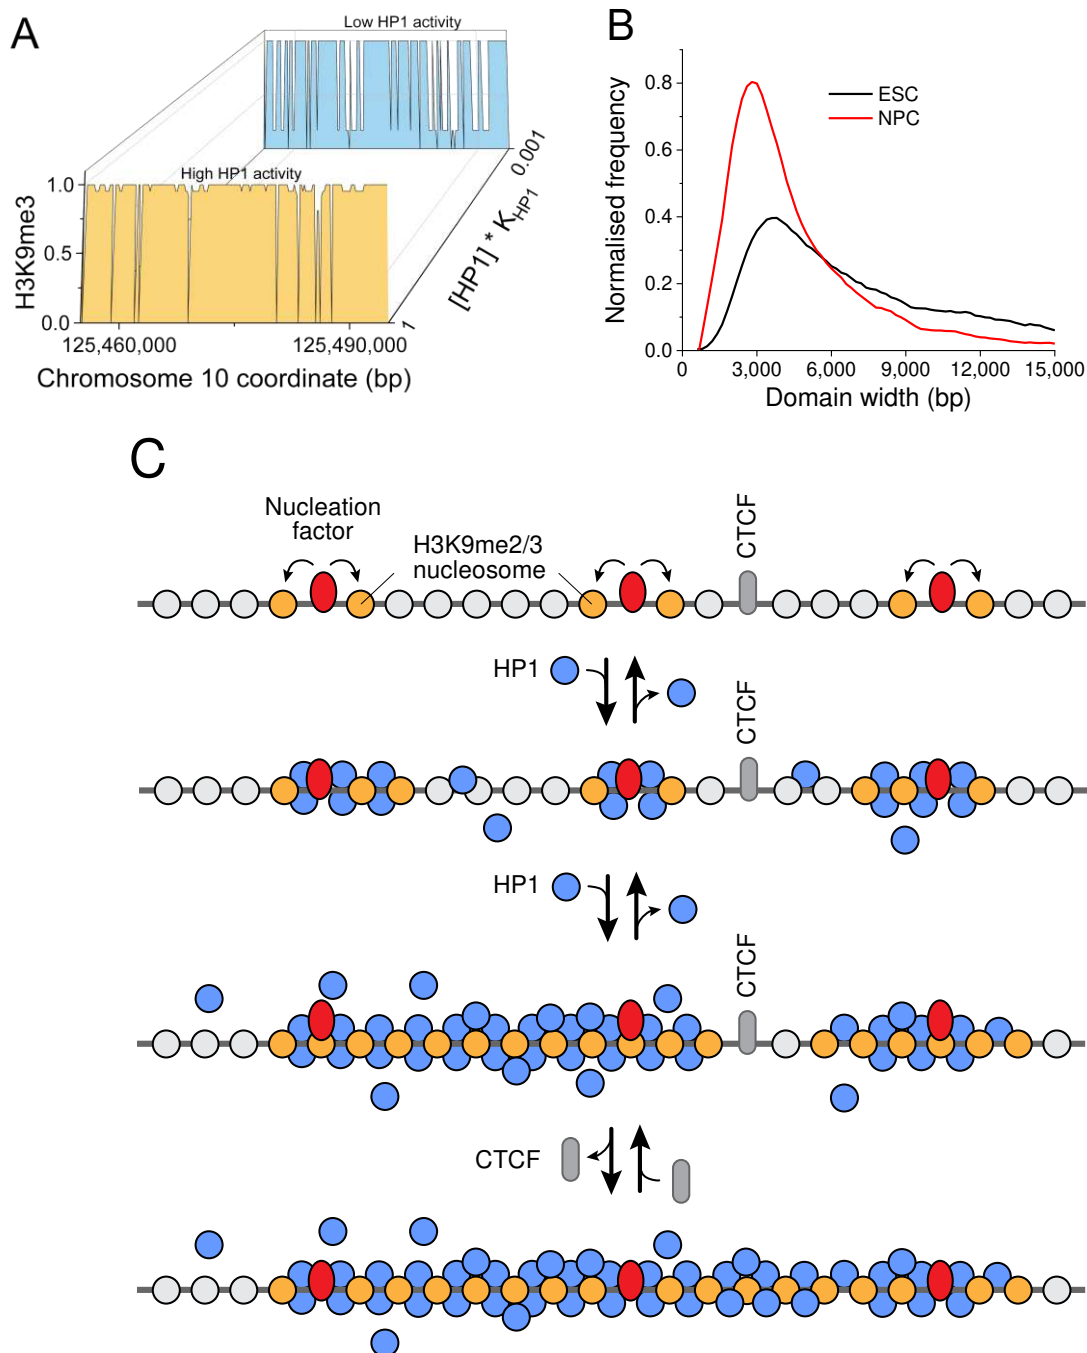 A
Low HP1 activity
High HP1 activity
H3K9me3
1.0
0.5
0.0
125,460,000
125,490,000
Chromosome 10 coordinate (bp)
0.001
1
[HP1] * K_HP1
B
Normalised frequency
0.8
0.6
0.4
0.2
0.0
ESC
NPC
0
3,000
6,000
9,000
12,000
15,000
Domain width (bp)
C
Nucleation
factor
H3K9me2/3
nucleosome
CTCF
HP1
CTCF
HP1
CTCF
CTCF